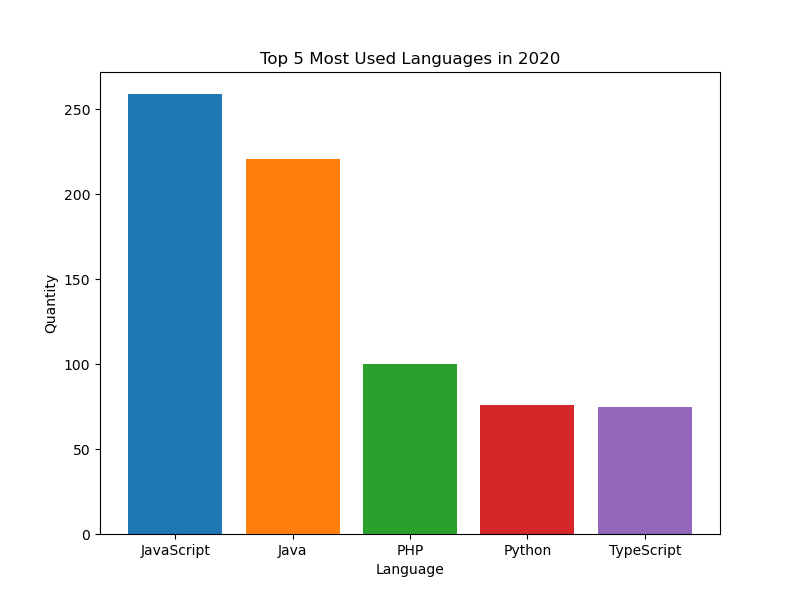 Top 5 Most Used Languages in 2020
250
200
150
100
50
0
Quantity
JavaScript Java PHP Python TypeScript
Language